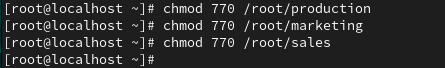 [root@localhost ~]# chmod 770 /root/production
[root@localhost ~]# chmod 770 /root/marketing
[root@localhost ~]# chmod 770 /root/sales
[root@localhost ~]#